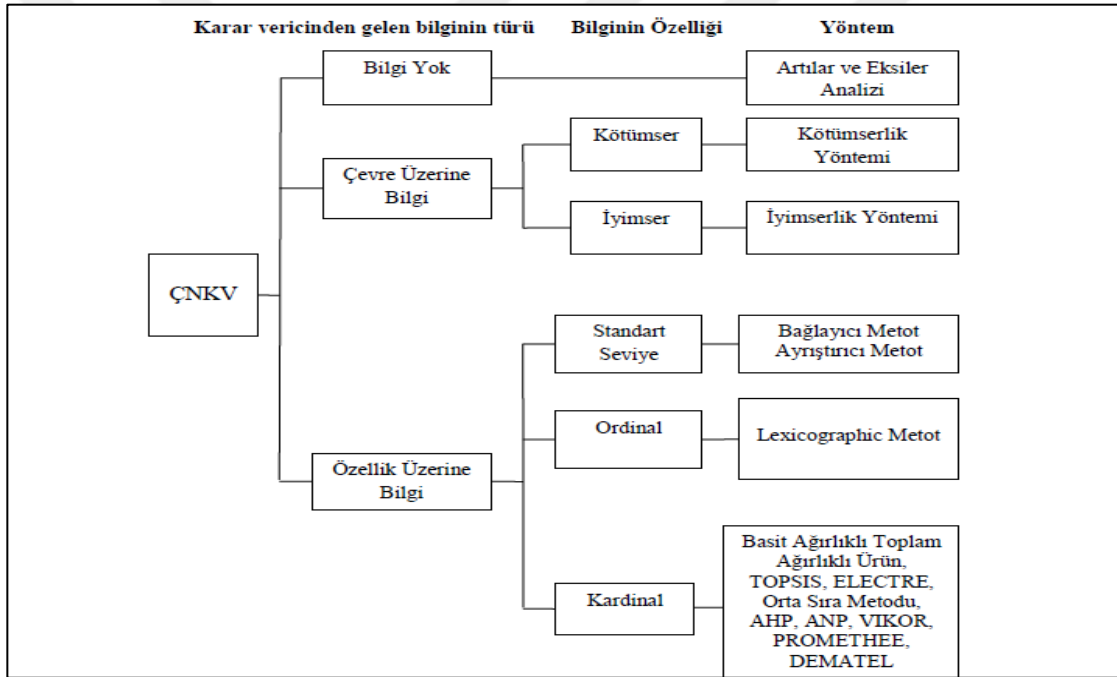 Karar vericinden gelen bilginin türü Bilginin Özelliği Yöntem
Bilgi Yok
Artılar ve Eksiler
Analizi
Çevre Üzerine
Bilgi
Kötümser
Kötümserlik
Yöntemi
İyimser
İyimserlik Yöntemi
ÇNKV
Özellik Üzerine
Bilgi
Standart
Seviye
Bağlayıcı Metot
Ayrıştırıcı Metot
Ordinal
Lexicographic Metot
Kardinal
Basit Ağırlıklı Toplam
Ağırlıklı Ürün,
TOPSIS, ELECTRE,
Orta Sıra Metodu,
AHP, ANP, VIKOR,
PROMETHEE,
DEMATEL